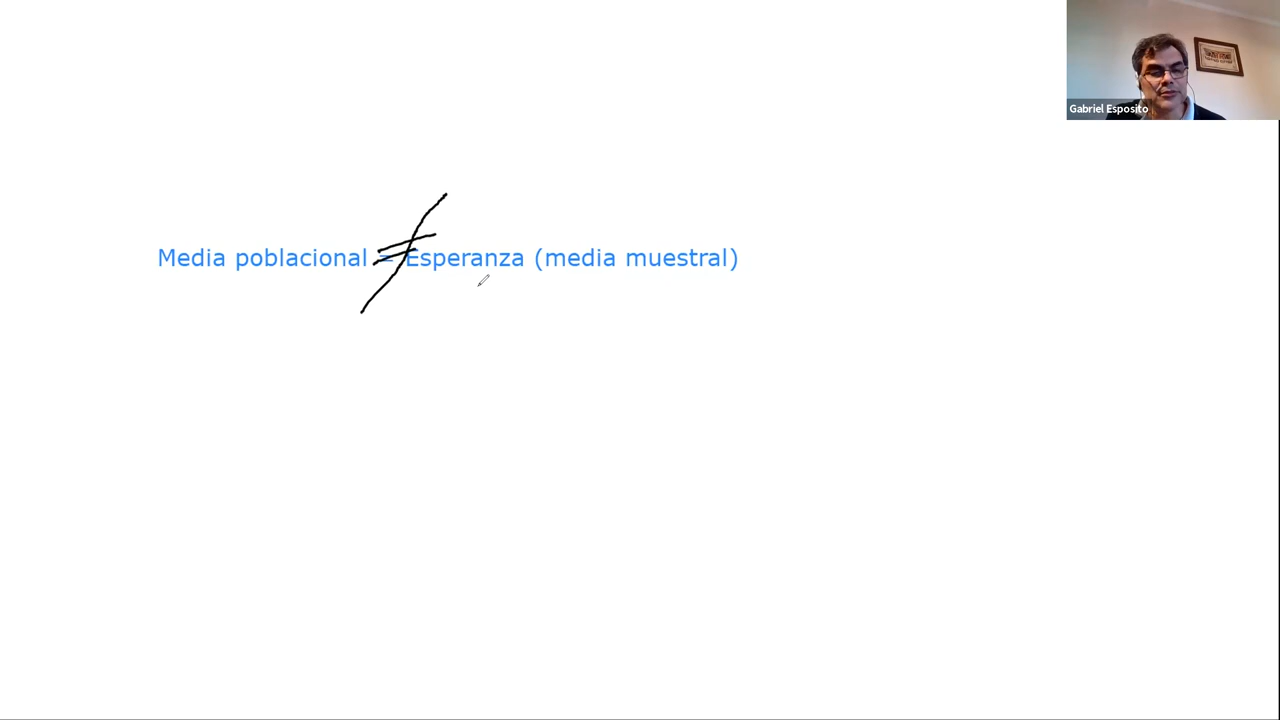 Gabriel Esposito
Media poblacional = Esperanza (media muestral)
≠